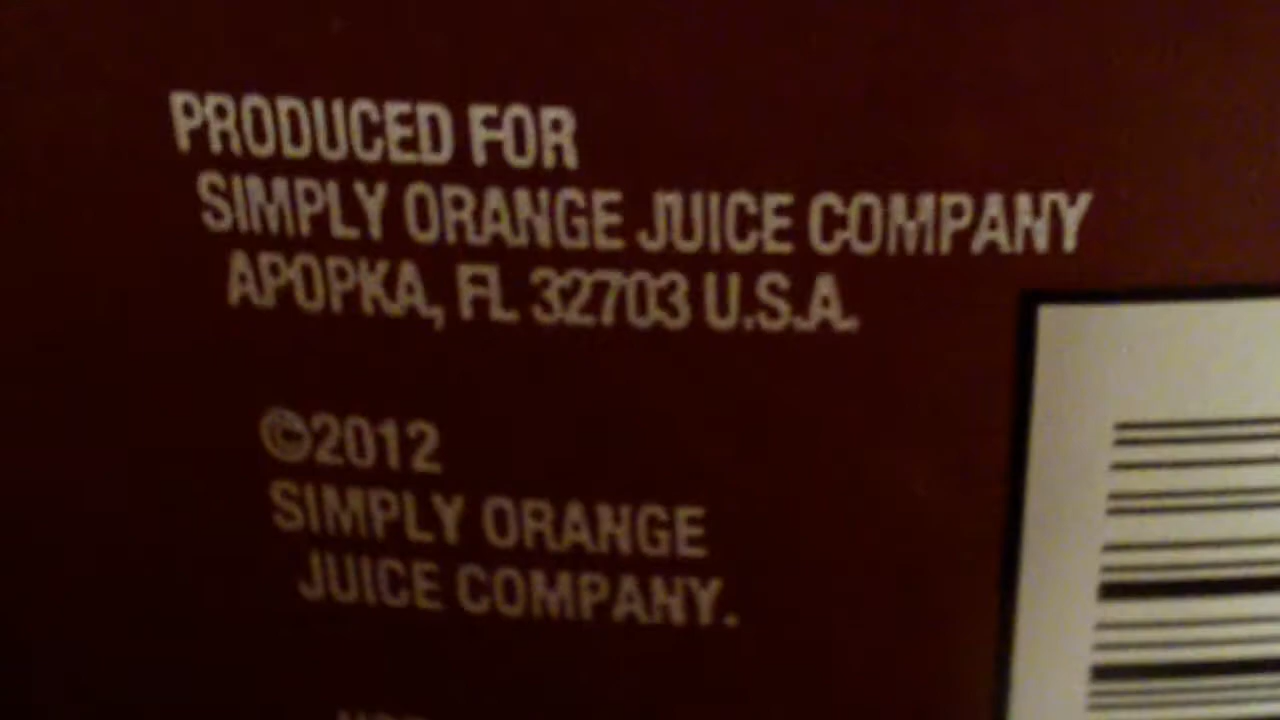 PRODUCED FOR
SIMPLY ORANGE JUICE COMPANY
APOPKA, FL 32703 U.S.A.
©2012
SIMPLY ORANGE
JUICE COMPANY.